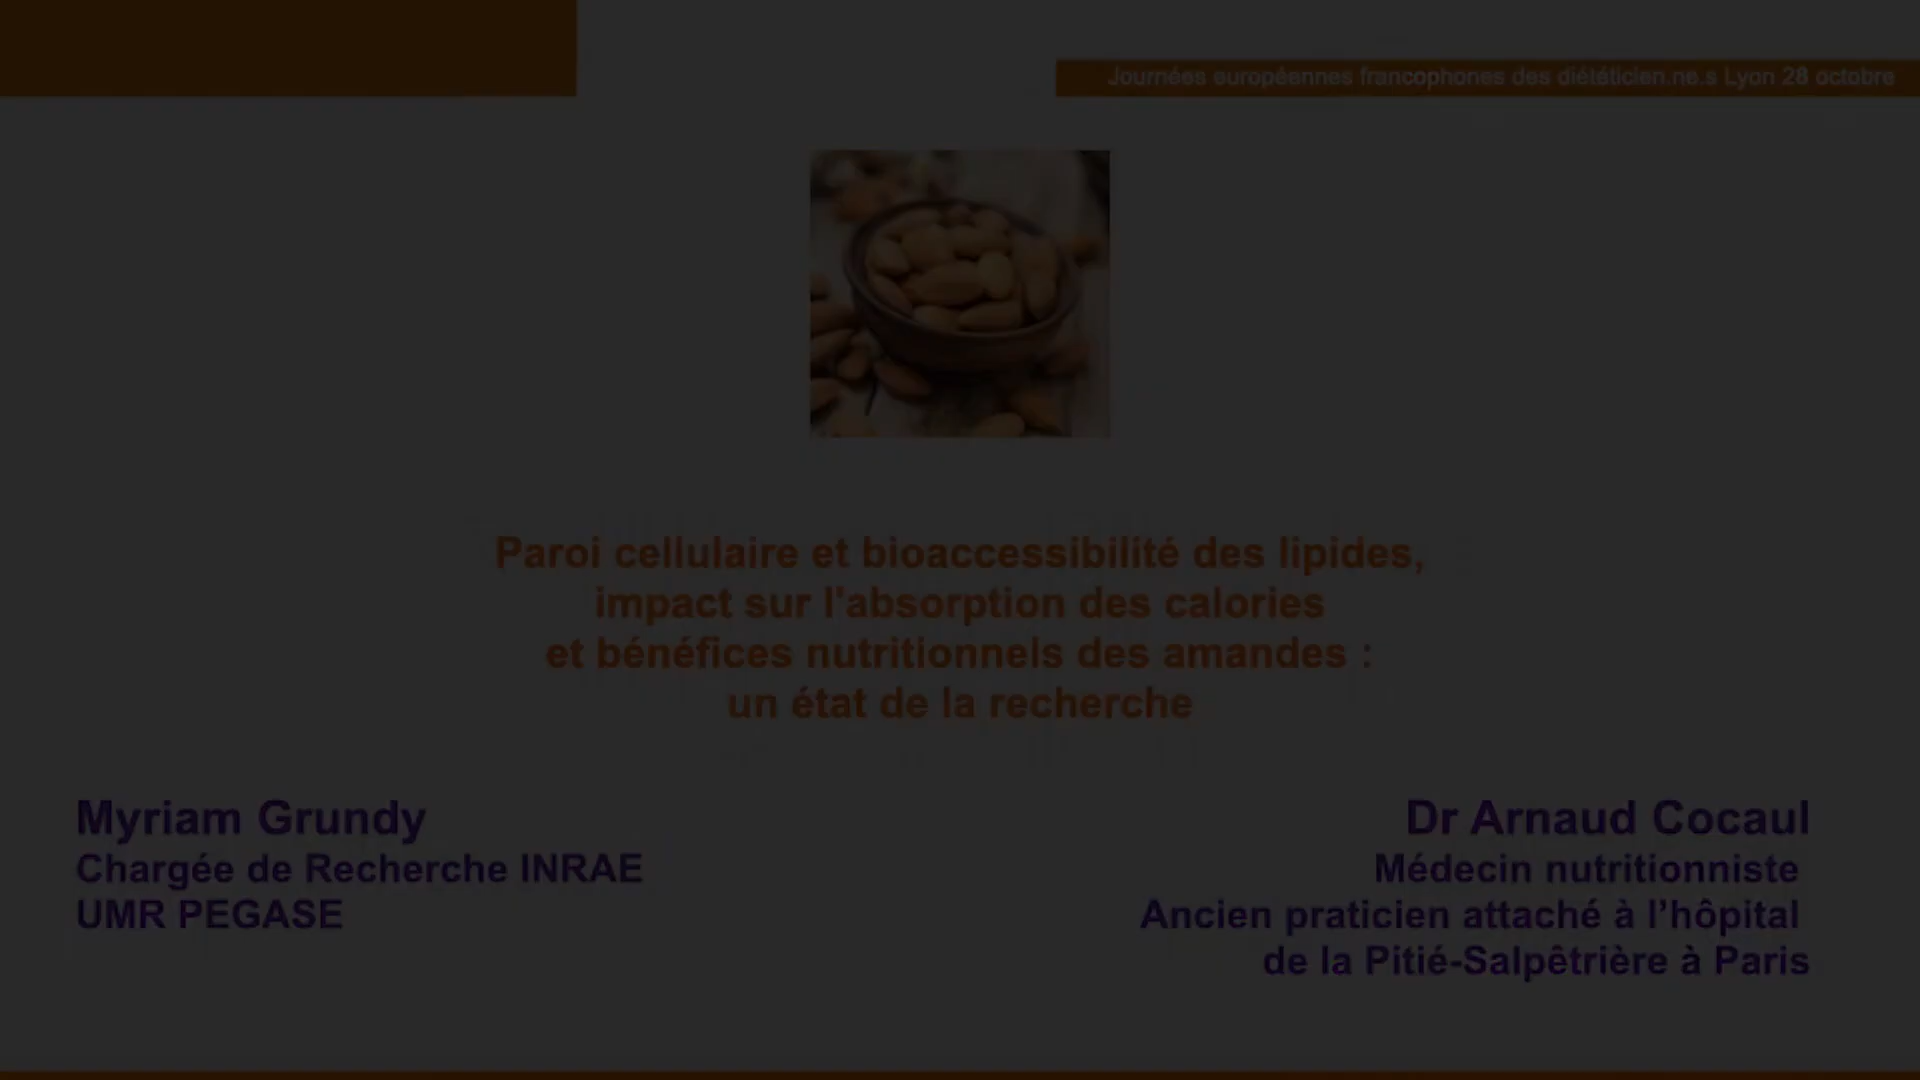 Journées européennes francophones des diététicien.ne.s Lyon 28 octobre
Paroi cellulaire et bioaccessibilité des lipides,
impact sur l'absorption des calories
et bénéfices nutritionnels des amandes :
un état de la recherche
Myriam Grundy
Chargée de Recherche INRAE
UMR PEGASE
Dr Arnaud Cocaul
Médecin nutritionniste
Ancien praticien attaché à l’hôpital
de la Pitié-Salpêtrière à Paris